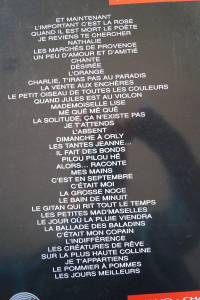 ET MAINTENANT
L'IMPORTANT C'EST LA ROSE
QUAND IL EST MORT LE POÈTE
JE REVIENS TE CHERCHER
NATHALIE
LES MARCHÉS DE PROVENCE
UN PEU D'AMOUR ET D'AMITIÉ
CHANTE
DÉSIRÉE
L'ORANGE
CHARLIE, T'IRAS PAS AU PARADIS
LA VENTE AUX ENCHÈRES
LE PETIT OISEAU DE TOUTES LES COULEURS
QUAND JULES EST AU VIOLON
MADEMOISELLE LISE
MÉ QUÉ MÉ QUÉ
LA SOLITUDE, ÇA N'EXISTE PAS
JE T'ATTENDS
L'ABSENT
DIMANCHE À ORLY
LES TANTES JEANNE...
IL FAIT DES BONDS
PILOU PILOU HÉ
ALORS... RACONTE
MES MAINS
C'EST EN SEPTEMBRE
C'ÉTAIT MOI
LA GROSSE NOCE
LE BAIN DE MINUIT
LE GITAN QUI RIT TOUT LE TEMPS
LES PETITES MAD'MASELLES
LE JOUR OÙ LA PLUIE VIENDRA
LA BALLADE DES BALADINS
C'ÉTAIT MON COPAIN
L'INDIFFÉRENCE
LES CRÉATURES DE RÊVE
SUR LA PLUS HAUTE COLLINE
JE T'APPARTIENS
LE POMMIER À POMMES
LES JOURS MEILLEURS